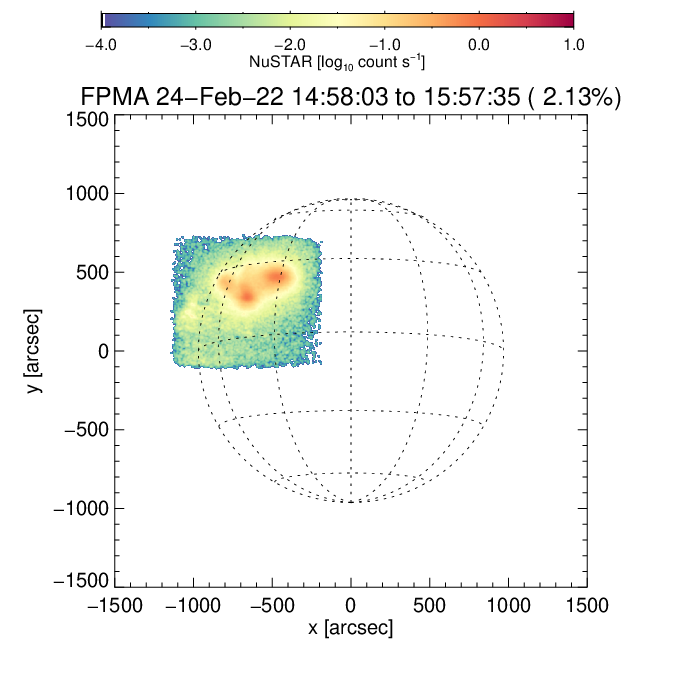 −4.0 −3.0 −2.0 −1.0 0.0 1.0
NuSTAR [log₁₀ count s⁻¹]
FPMA 24−Feb−22 14:58:03 to 15:57:35 ( 2.13%)
1500
1000
500
0
−500
−1000
−1500
y [arcsec]
−1500 −1000 −500 0 500 1000 1500
x [arcsec]